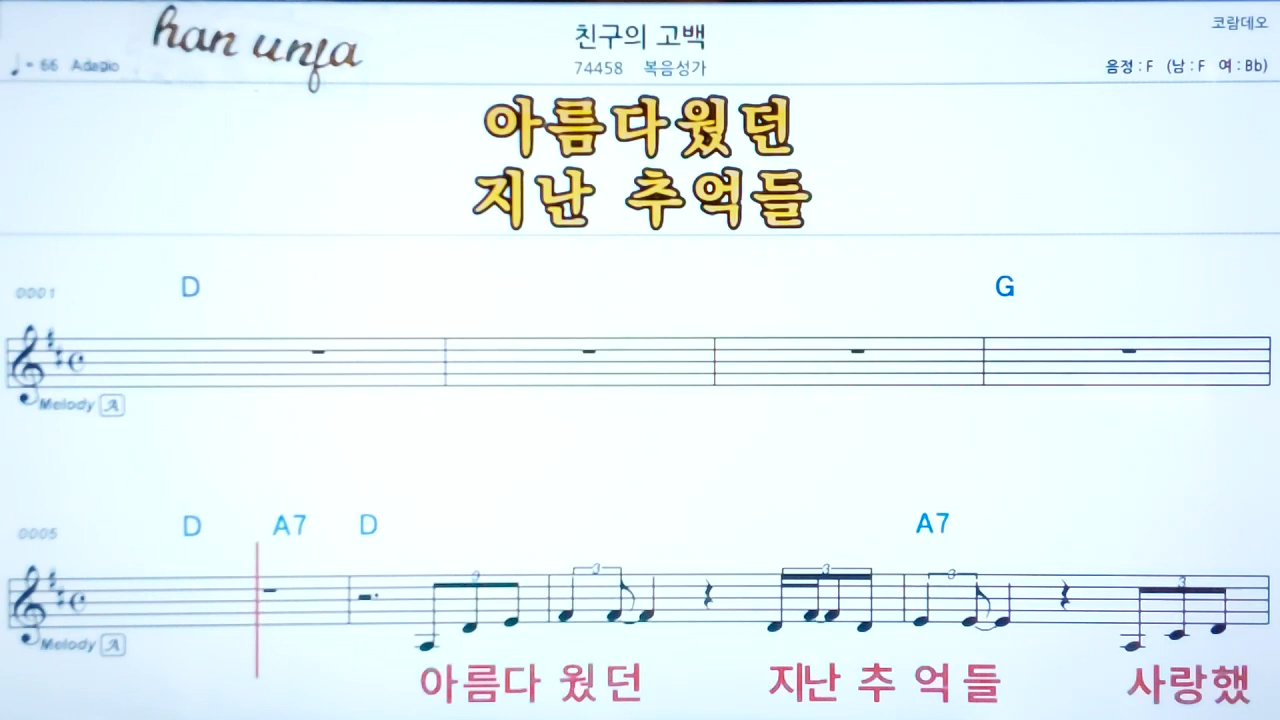 han unja
친구의 고백
코람데오
♩= 66 Adagio
74458 복음성가
음정 : F (남 : F 여 : Bb)
아름다웠던
지난 추억들
0001 D G
Melody A
0005 D A7 D A7
3 3 3 3 3
Melody A
아름다 웠던 지난 추 억들 사랑했